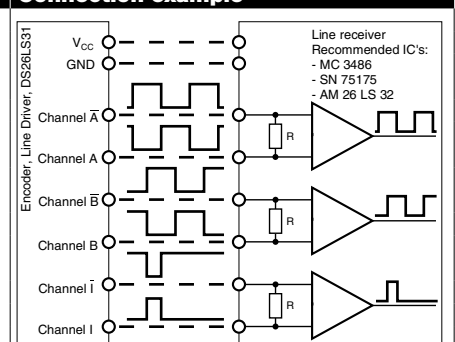 Connection example
Encoder, Line Driver, DS26LS31
VCC
GND
Channel A̅
Channel A
Channel B̅
Channel B
Channel I̅
Channel I
Line receiver
Recommended IC's:
- MC 3486
- SN 75175
- AM 26 LS 32
R
R
R